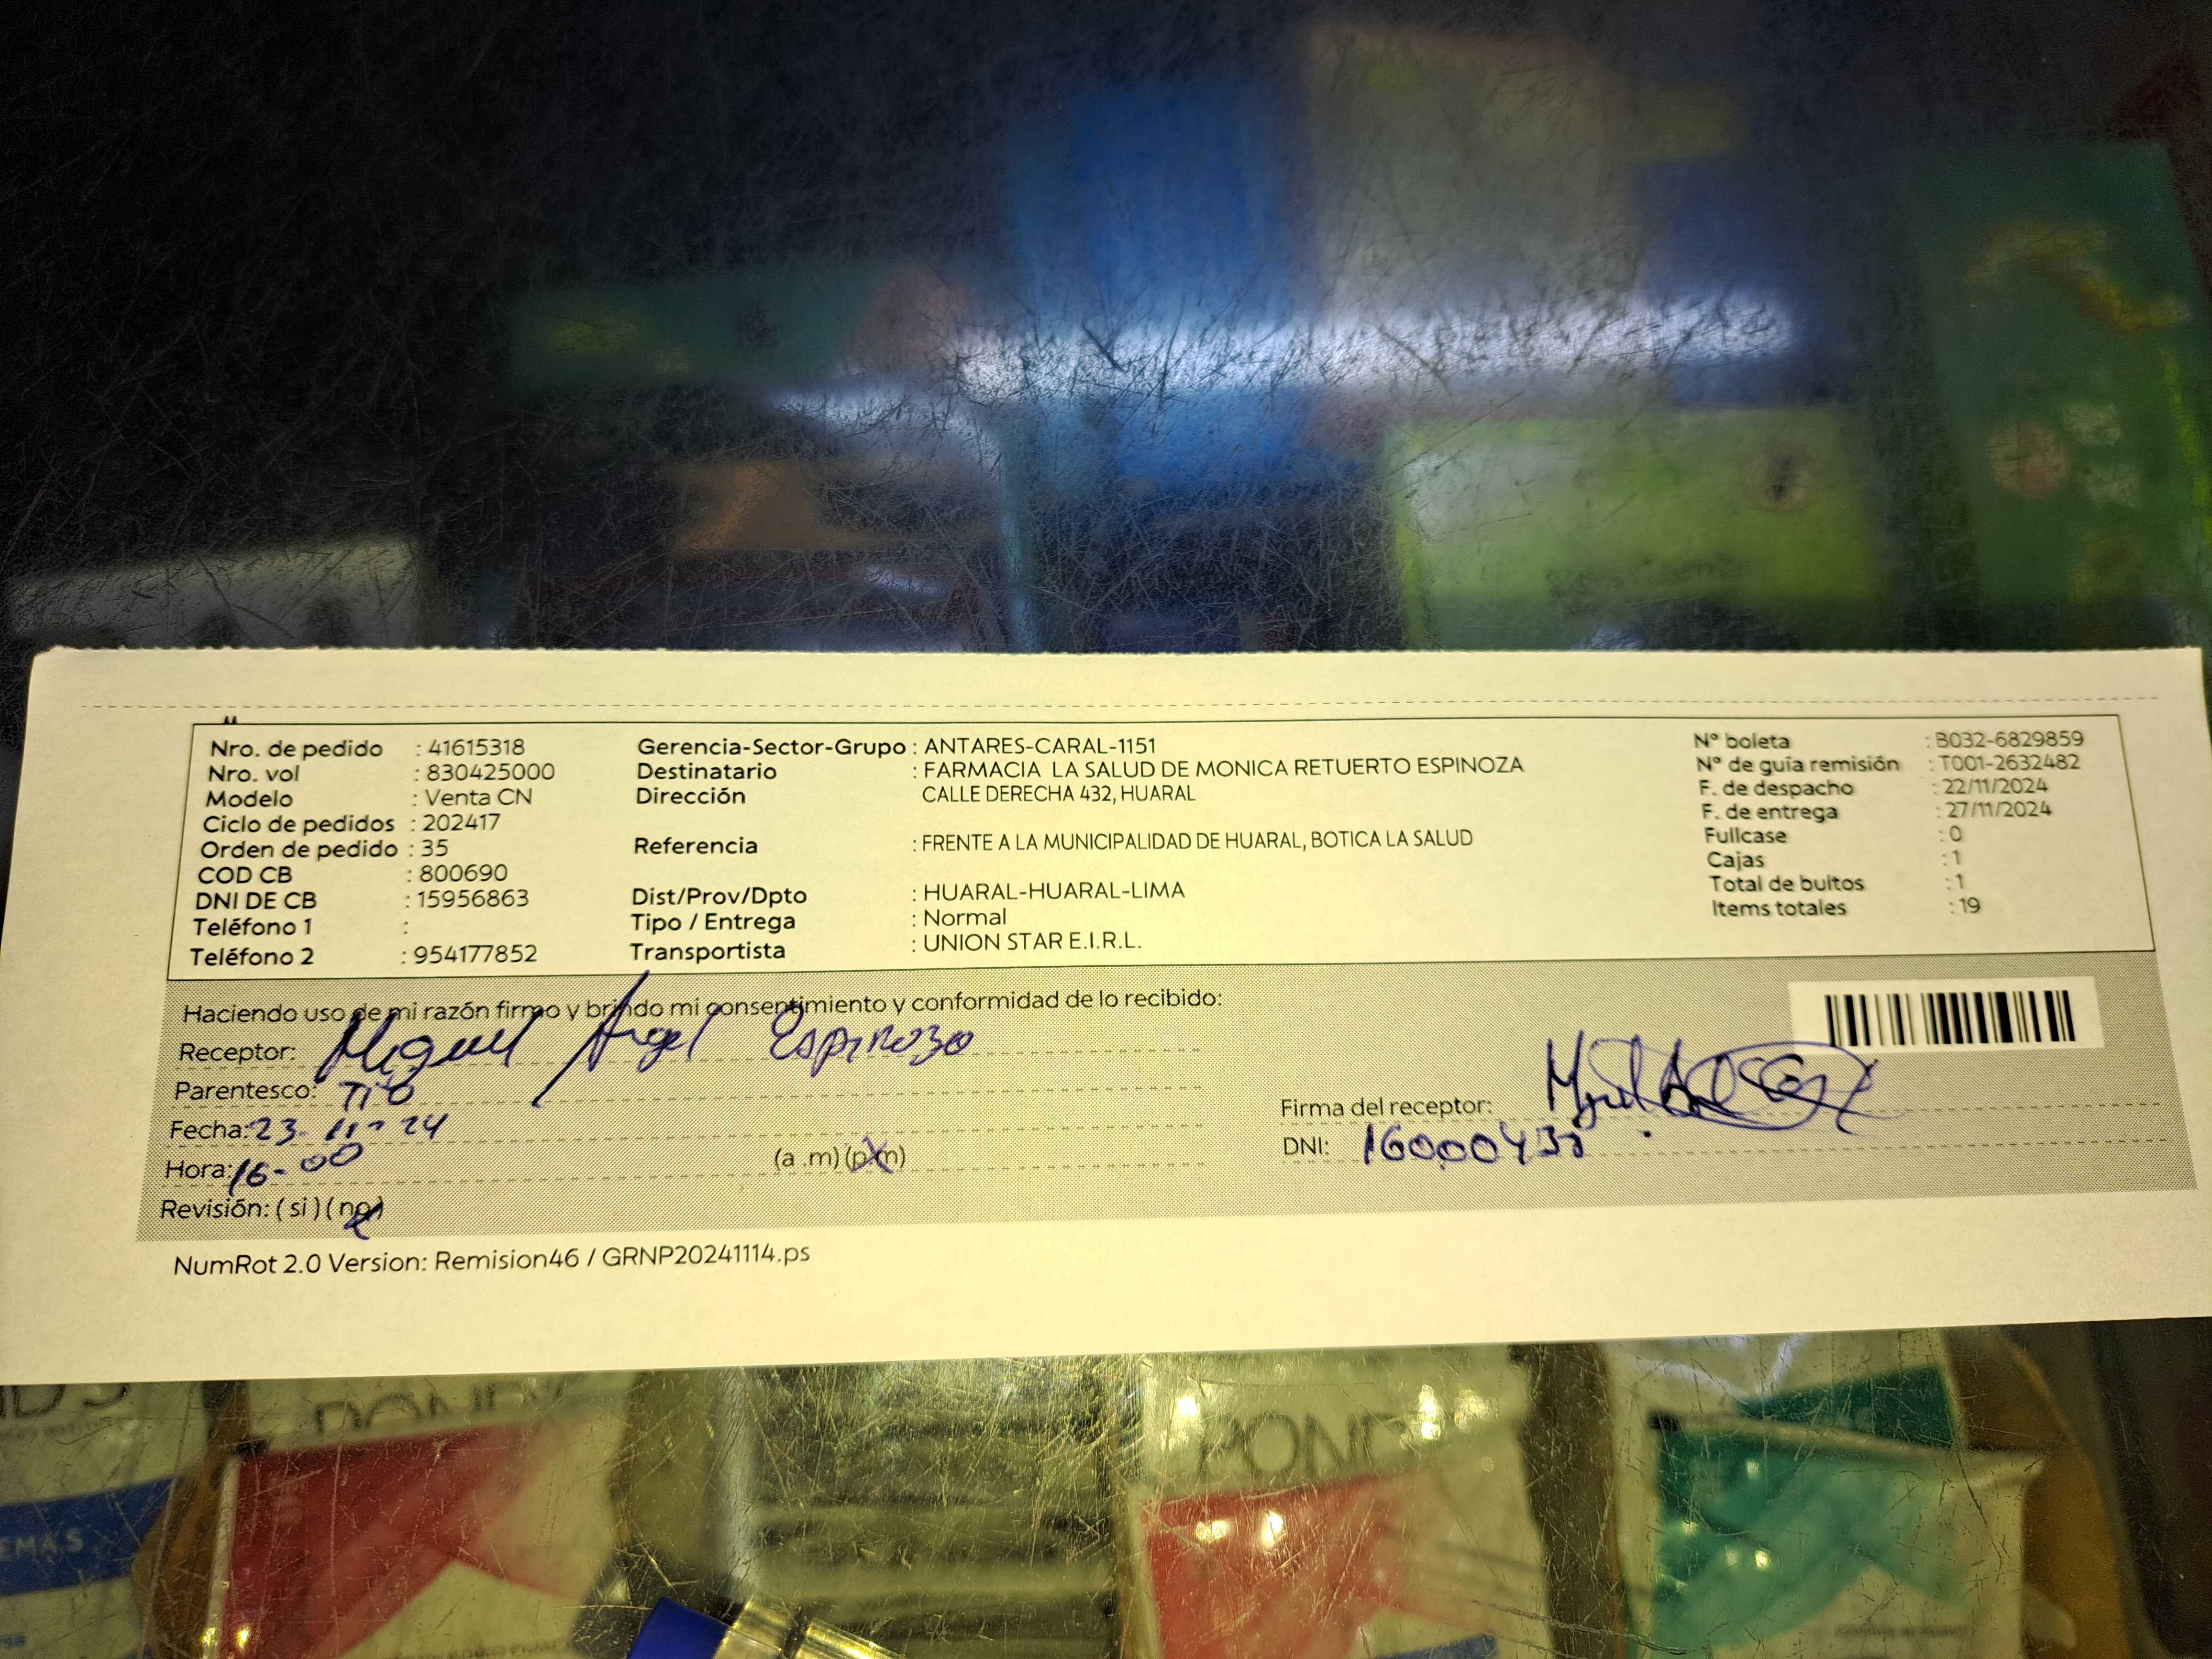 Nro. de pedido : 41615318
Nro. vol : 830425000
Modelo : Venta CN
Ciclo de pedidos : 202417
Orden de pedido : 35
COD CB : 800690
DNI DE CB : 15956863
Teléfono 1 :
Teléfono 2 : 954177852
Gerencia-Sector-Grupo : ANTARES-CARAL-1151
Destinatario : FARMACIA LA SALUD DE MONICA RETUERTO ESPINOZA
Dirección CALLE DERECHA 432, HUARAL
Referencia : FRENTE A LA MUNICIPALIDAD DE HUARAL, BOTICA LA SALUD
Dist/Prov/Dpto : HUARAL-HUARAL-LIMA
Tipo / Entrega : Normal
Transportista : UNION STAR E.I.R.L.
N° boleta : B032-6829859
N° de guía remisión : T001-2632482
F. de despacho : 22/11/2024
F. de entrega : 27/11/2024
Fullcase : 0
Cajas : 1
Total de bultos : 1
Items totales : 19
Haciendo uso de mi razón firmo y brindo mi consentimiento y conformidad de lo recibido:
Receptor: Miguel Angel Espinozo
Parentesco: Tio
Fecha: 23-11-24
Hora: 16-00 (a .m) (p.m)
Revisión: ( si ) ( no )
Firma del receptor:
DNI:
NumRot 2.0 Version: Remision46 / GRNP20241114.ps
POND'S